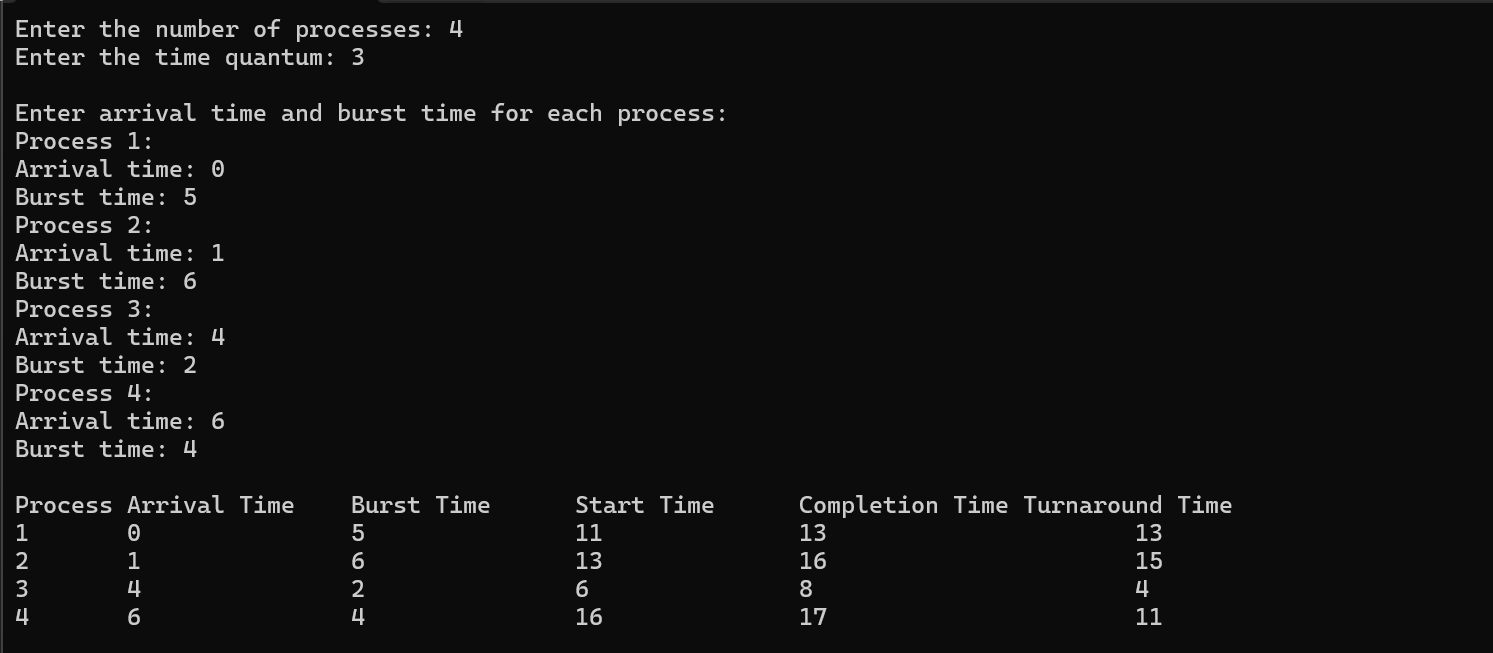 Enter the number of processes: 4
Enter the time quantum: 3
Enter arrival time and burst time for each process:
Process 1:
Arrival time: 0
Burst time: 5
Process 2:
Arrival time: 1
Burst time: 6
Process 3:
Arrival time: 4
Burst time: 2
Process 4:
Arrival time: 6
Burst time: 4
Process Arrival Time    Burst Time      Start Time      Completion Time Turnaround Time
1       0               5               11              13                      13
2       1               6               13              16                      15
3       4               2               6               8                       4
4       6               4               16              17                      11